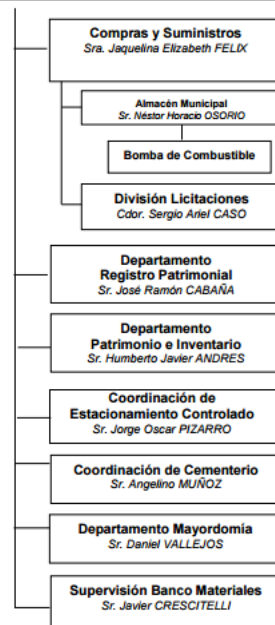 Compras y Suministros
Sra. Jaquelina Elizabeth FELIX
Almacén Municipal
Sr. Néstor Horacio OSORIO
Bomba de Combustible
División Licitaciones
Cdor. Sergio Ariel CASO
Departamento
Registro Patrimonial
Sr. José Ramón CABAÑA
Departamento
Patrimonio e Inventario
Sr. Humberto Javier ANDRES
Coordinación de
Estacionamiento Controlado
Sr. Jorge Oscar PIZARRO
Coordinación de Cementerio
Sr. Angelino MUÑOZ
Departamento Mayordomía
Sr. Daniel VALLEJOS
Supervisión Banco Materiales
Sr. Javier CRESCITELLI